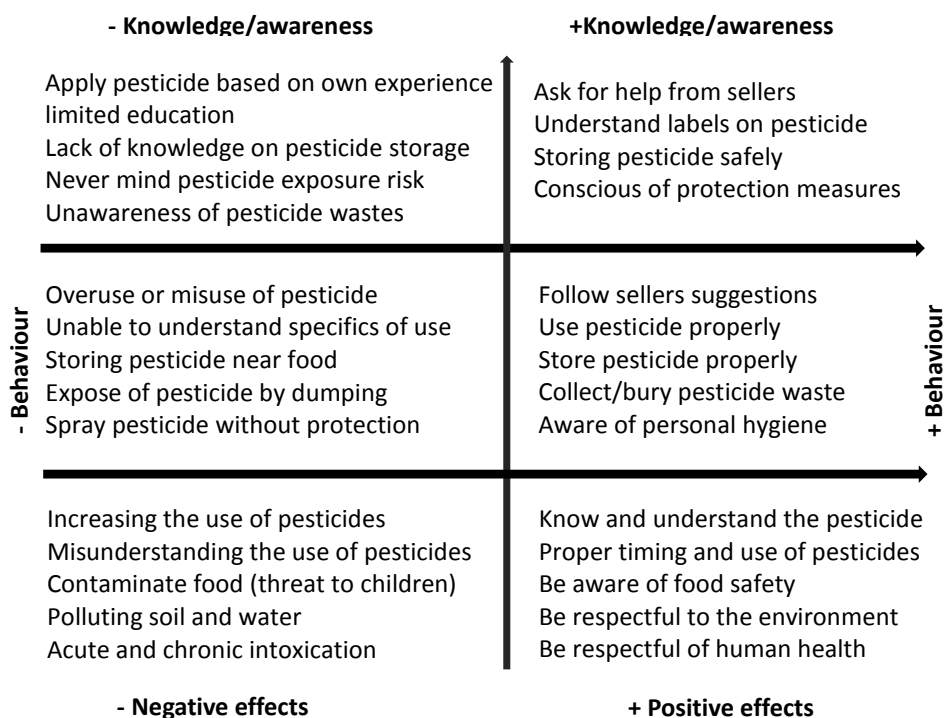 - Knowledge/awareness
+Knowledge/awareness
Apply pesticide based on own experience
limited education
Lack of knowledge on pesticide storage
Never mind pesticide exposure risk
Unawareness of pesticide wastes
Ask for help from sellers
Understand labels on pesticide
Storing pesticide safely
Conscious of protection measures
- Behaviour
Overuse or misuse of pesticide
Unable to understand specifics of use
Storing pesticide near food
Expose of pesticide by dumping
Spray pesticide without protection
Follow sellers suggestions
Use pesticide properly
Store pesticide properly
Collect/bury pesticide waste
Aware of personal hygiene
+ Behaviour
Increasing the use of pesticides
Misunderstanding the use of pesticides
Contaminate food (threat to children)
Polluting soil and water
Acute and chronic intoxication
Know and understand the pesticide
Proper timing and use of pesticides
Be aware of food safety
Be respectful to the environment
Be respectful of human health
- Negative effects
+ Positive effects